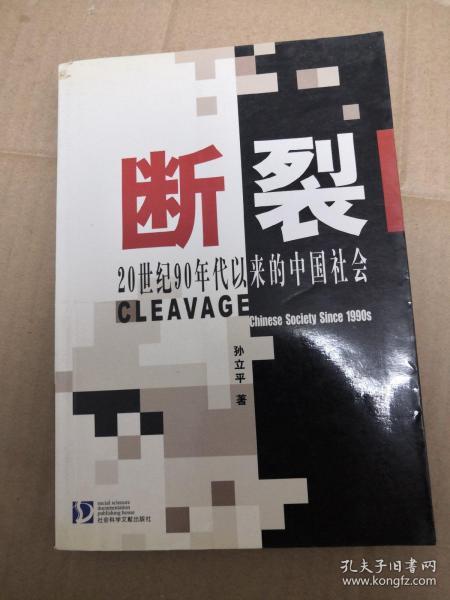 断裂
20世纪90年代以来的中国社会
CLEAVAGE
Chinese Society Since 1990s
孙立平 著
social sciences
documentation
publishing house
社会科学文献出版社
孔夫子旧书网
www.kongfz.com